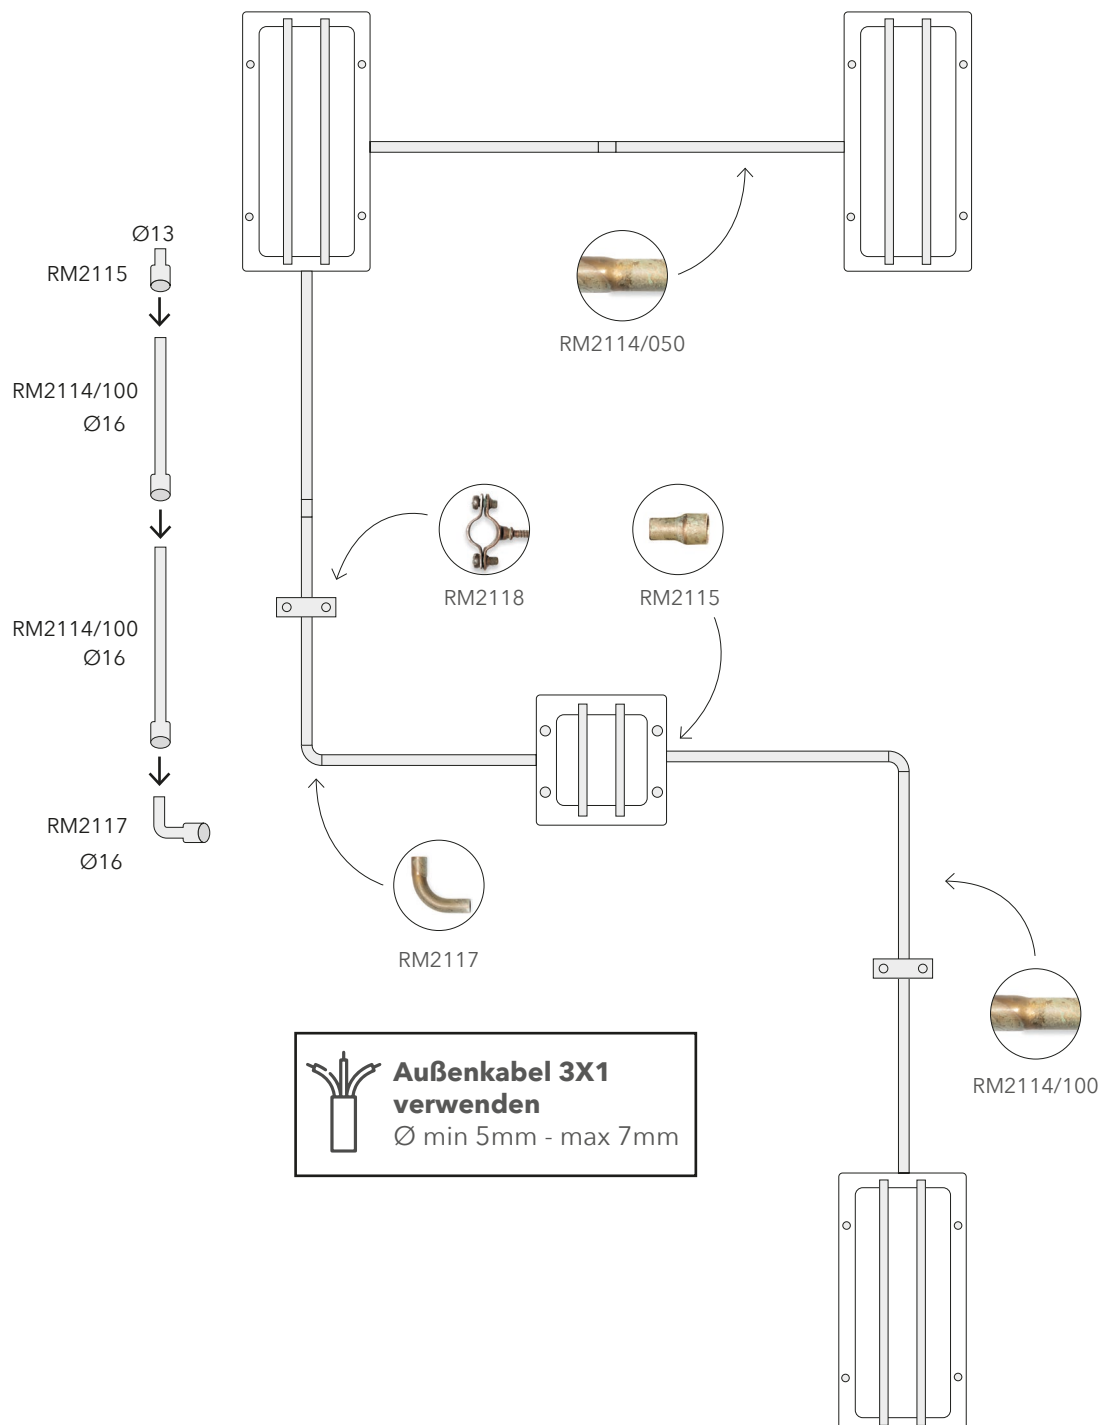 Ø13
RM2115
RM2114/050
RM2114/100
Ø16
RM2118
RM2115
RM2114/100
Ø16
RM2117
Ø16
RM2117
Außenkabel 3X1
verwenden
Ø min 5mm - max 7mm
RM2114/100